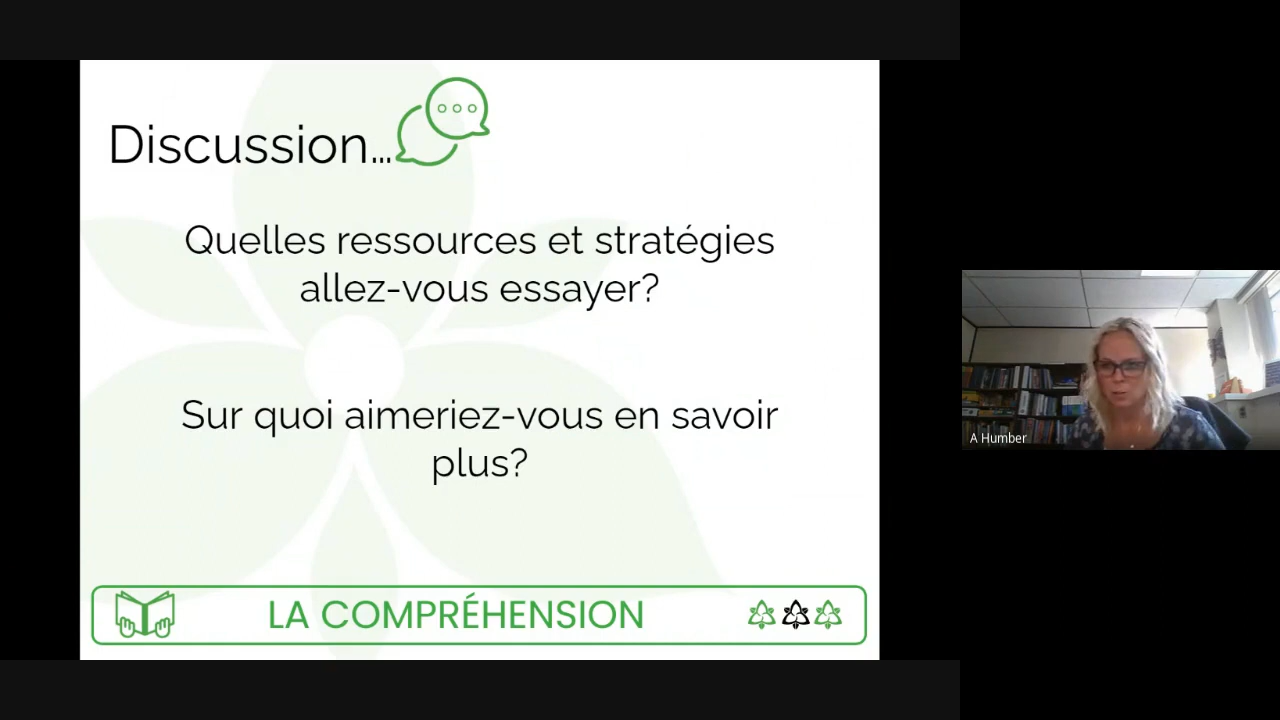 Discussion...
Quelles ressources et stratégies
allez-vous essayer?
Sur quoi aimeriez-vous en savoir
plus?
LA COMPRÉHENSION
A Humber